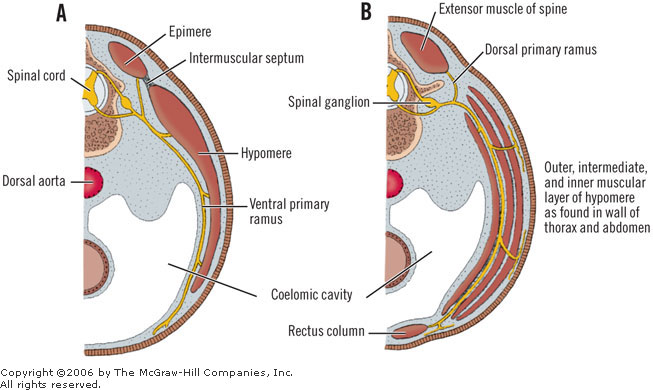 A
Epimere
Intermuscular septum
Spinal cord
Hypomere
Dorsal aorta
Ventral primary
ramus
Coelomic cavity
B
Extensor muscle of spine
Dorsal primary ramus
Spinal ganglion
Outer, intermediate,
and inner muscular
layer of hypomere
as found in wall of
thorax and abdomen
Rectus column
Copyright ©2006 by The McGraw-Hill Companies, Inc.
All rights reserved.